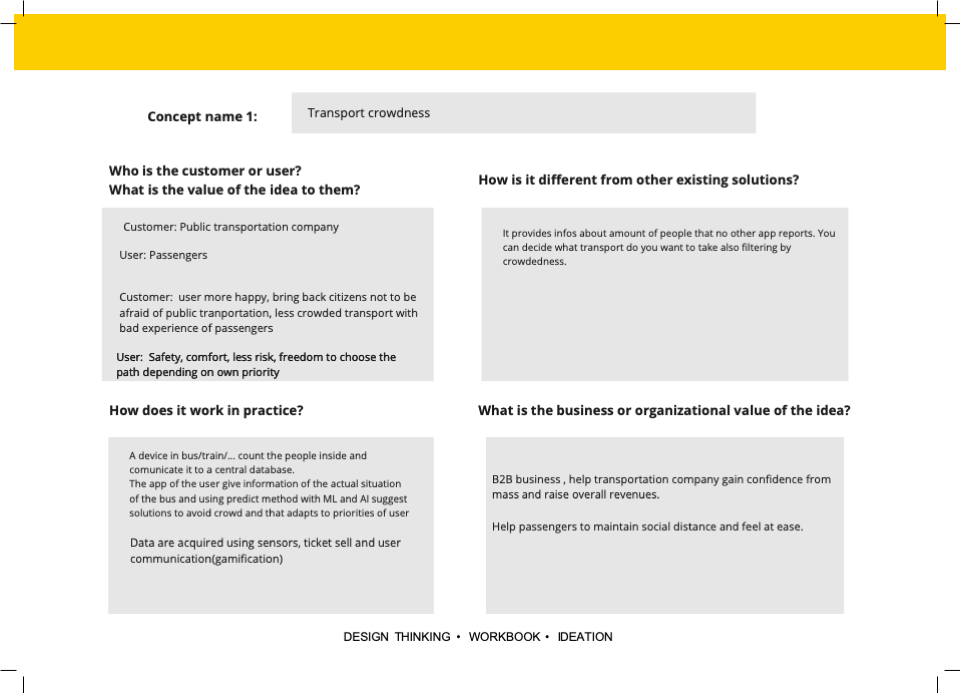 Concept name 1:
Transport crowdness
Who is the customer or user?
What is the value of the idea to them?
Customer: Public transportation company
User: Passengers
Customer:  user more happy, bring back citizens not to be
afraid of public tranportation, less crowded transport with
bad experience of passengers
User:  Safety, comfort, less risk, freedom to choose the
path depending on own priority
How is it different from other existing solutions?
It provides infos about amount of people that no other app reports. You
can decide what transport do you want to take also filtering by
crowdedness.
How does it work in practice?
A device in bus/train/... count the people inside and
comunicate it to a central database.
The app of the user give information of the actual situation
of the bus and using predict method with ML and AI suggest
solutions to avoid crowd and that adapts to priorities of user
Data are acquired using sensors, ticket sell and user
communication(gamification)
What is the business or organizational value of the idea?
B2B business , help transportation company gain confidence from
mass and raise overall revenues.
Help passengers to maintain social distance and feel at ease.
DESIGN THINKING • WORKBOOK • IDEATION